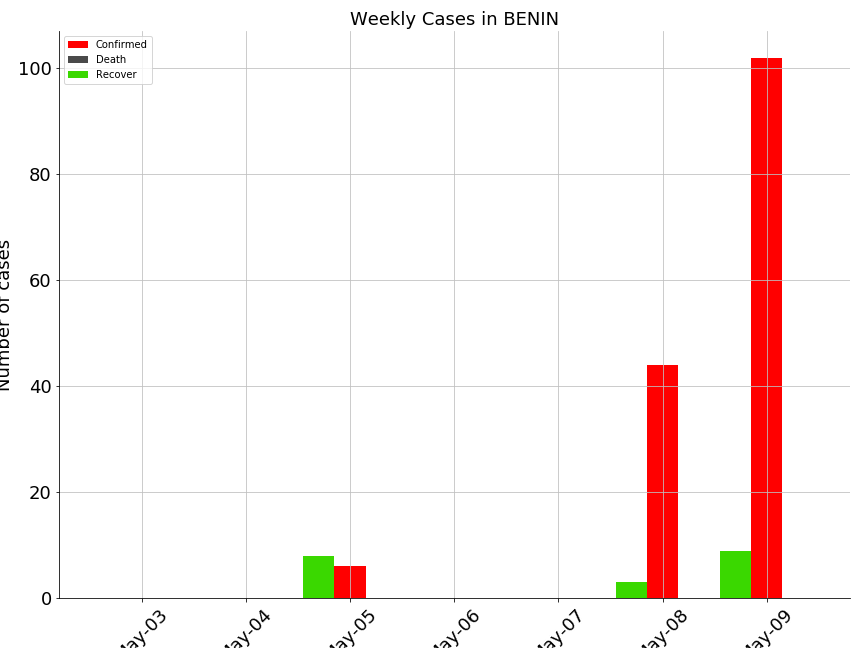 Weekly Cases in BENIN
Confirmed
Death
Recover
Number of cases
100
80
60
40
20
0
May-03
May-04
May-05
May-06
May-07
May-08
May-09